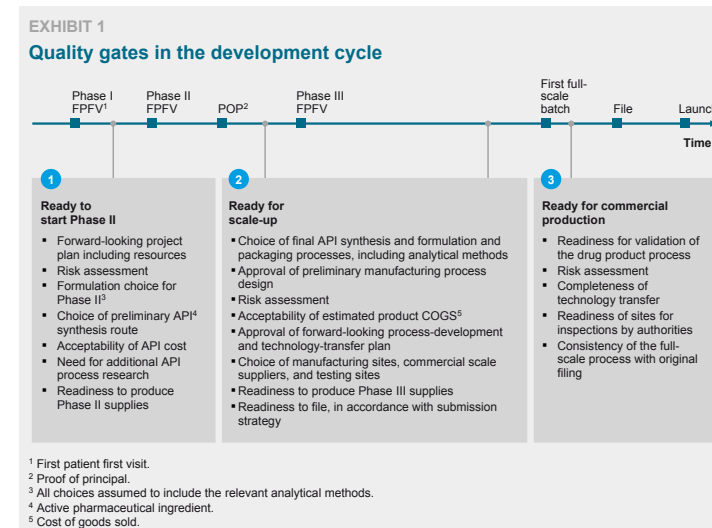 EXHIBIT 1
Quality gates in the development cycle
Phase I
FPFV¹
Phase II
FPFV
POP²
Phase III
FPFV
First full-
scale
batch
File
Launc
Time
1
Ready to
start Phase II
▪ Forward-looking project
plan including resources
▪ Risk assessment
▪ Formulation choice for
Phase II³
▪ Choice of preliminary API⁴
synthesis route
▪ Acceptability of API cost
▪ Need for additional API
process research
▪ Readiness to produce
Phase II supplies
2
Ready for
scale-up
▪ Choice of final API synthesis and formulation and
packaging processes, including analytical methods
▪ Approval of preliminary manufacturing process
design
▪ Risk assessment
▪ Acceptability of estimated product COGS⁵
▪ Approval of forward-looking process-development
and technology-transfer plan
▪ Choice of manufacturing sites, commercial scale
suppliers, and testing sites
▪ Readiness to produce Phase III supplies
▪ Readiness to file, in accordance with submission
strategy
3
Ready for commercial
production
▪ Readiness for validation of
the drug product process
▪ Risk assessment
▪ Completeness of
technology transfer
▪ Readiness of sites for
inspections by authorities
▪ Consistency of the full-
scale process with original
filing
¹ First patient first visit.
² Proof of principal.
³ All choices assumed to include the relevant analytical methods.
⁴ Active pharmaceutical ingredient.
⁵ Cost of goods sold.